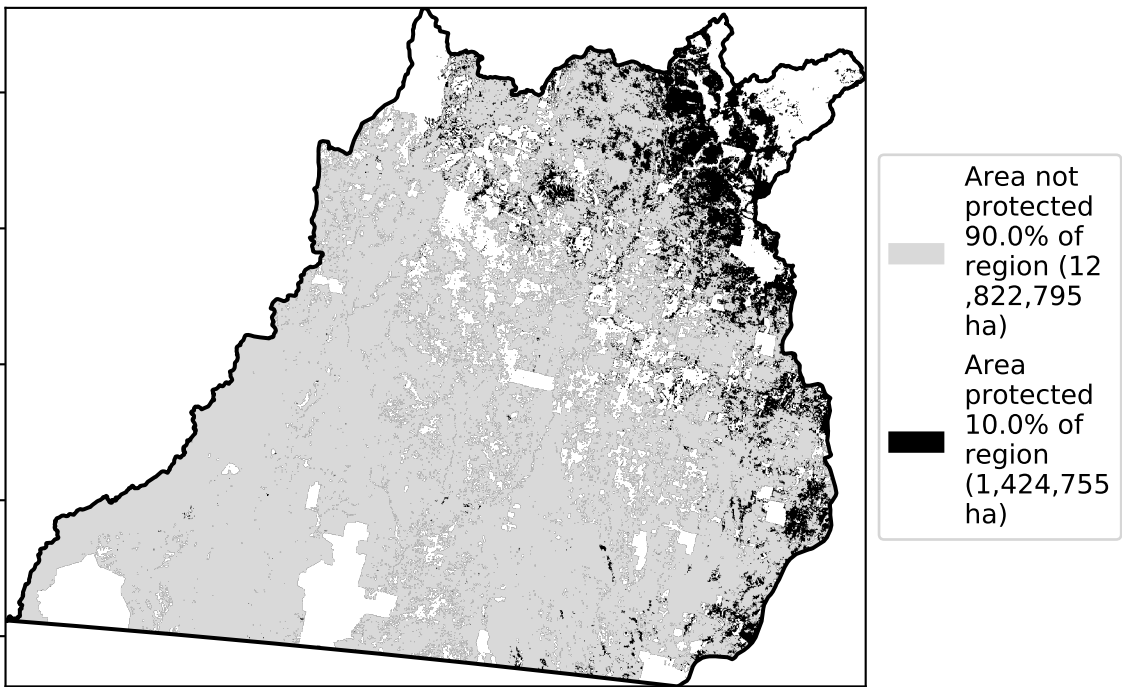 Area not
protected
90.0% of
region (12
,822,795
ha)
Area
protected
10.0% of
region
(1,424,755
ha)